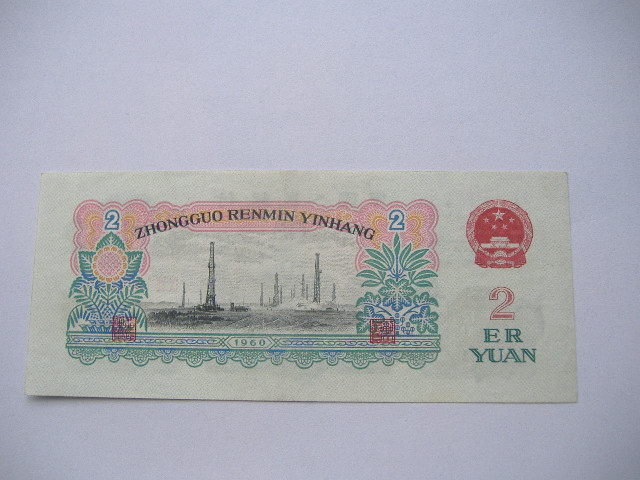 ZHONGGUO RENMIN YINHANG
2
2
1960
2
ER
YUAN